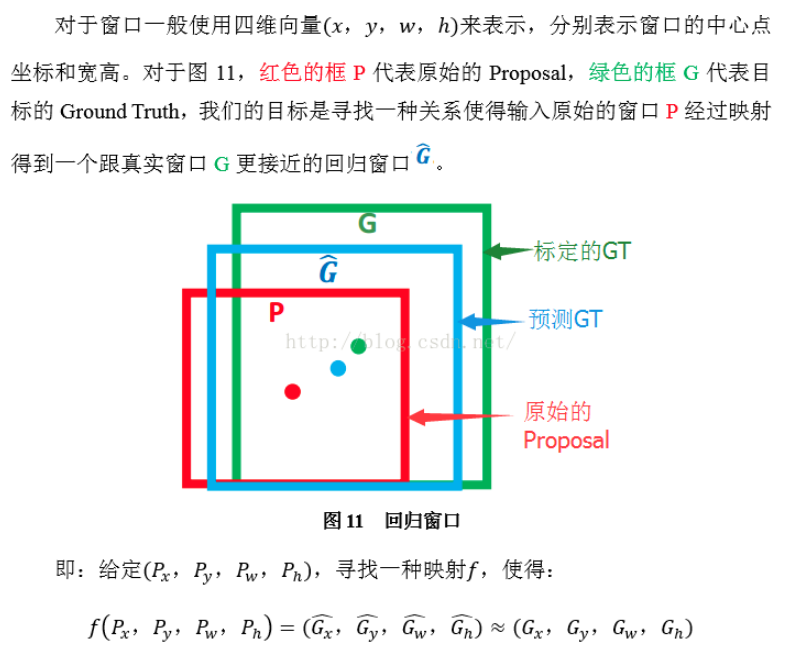 对于窗口一般使用四维向量(x，y，w，h)来表示，分别表示窗口的中心点
坐标和宽高。对于图 11，红色的框 P 代表原始的 Proposal，绿色的框 G 代表目
标的 Ground Truth，我们的目标是寻找一种关系使得输入原始的窗口 P 经过映射
得到一个跟真实窗口 G 更接近的回归窗口Ĝ。
G
标定的GT
Ĝ
P
预测GT
http://blog.csdn.net/
原始的
Proposal
图 11 回归窗口
即：给定(Pₓ，P_y，P_w，P_h)，寻找一种映射f，使得：
f(Pₓ，P_y，P_w，P_h) = (Ĝₓ，Ĝ_y，Ĝ_w，Ĝ_h) ≈ (Gₓ，G_y，G_w，G_h)